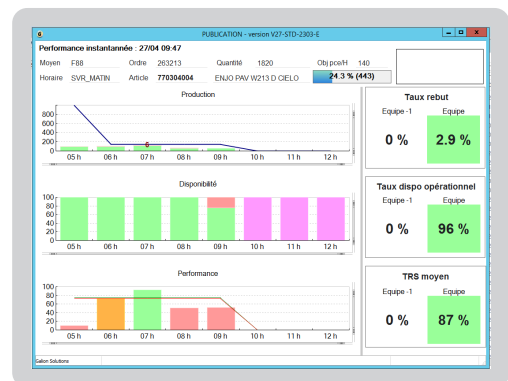 PUBLICATION - version V27-STD-2303-E
Performance instantannée : 27/04 09:47
Moyen F88 Ordre 263213 Quantité 1820 Obj pce/H 140
Horaire SVR_MATIN Article 770304004 ENJO PAV W213 D CIELO 24.3 % (443)
Production
800
600
400
200
0
6
05 h 06 h 07 h 08 h 09 h 10 h 11 h 12 h
Disponibilité
100
80
60
40
20
0
05 h 06 h 07 h 08 h 09 h 10 h 11 h 12 h
Performance
100
80
60
40
20
0
05 h 06 h 07 h 08 h 09 h 10 h 11 h 12 h
Taux rebut
Equipe -1 Equipe
0 % 2.9 %
Taux dispo opérationnel
Equipe -1 Equipe
0 % 96 %
TRS moyen
Equipe -1 Equipe
0 % 87 %
Galion Solutions